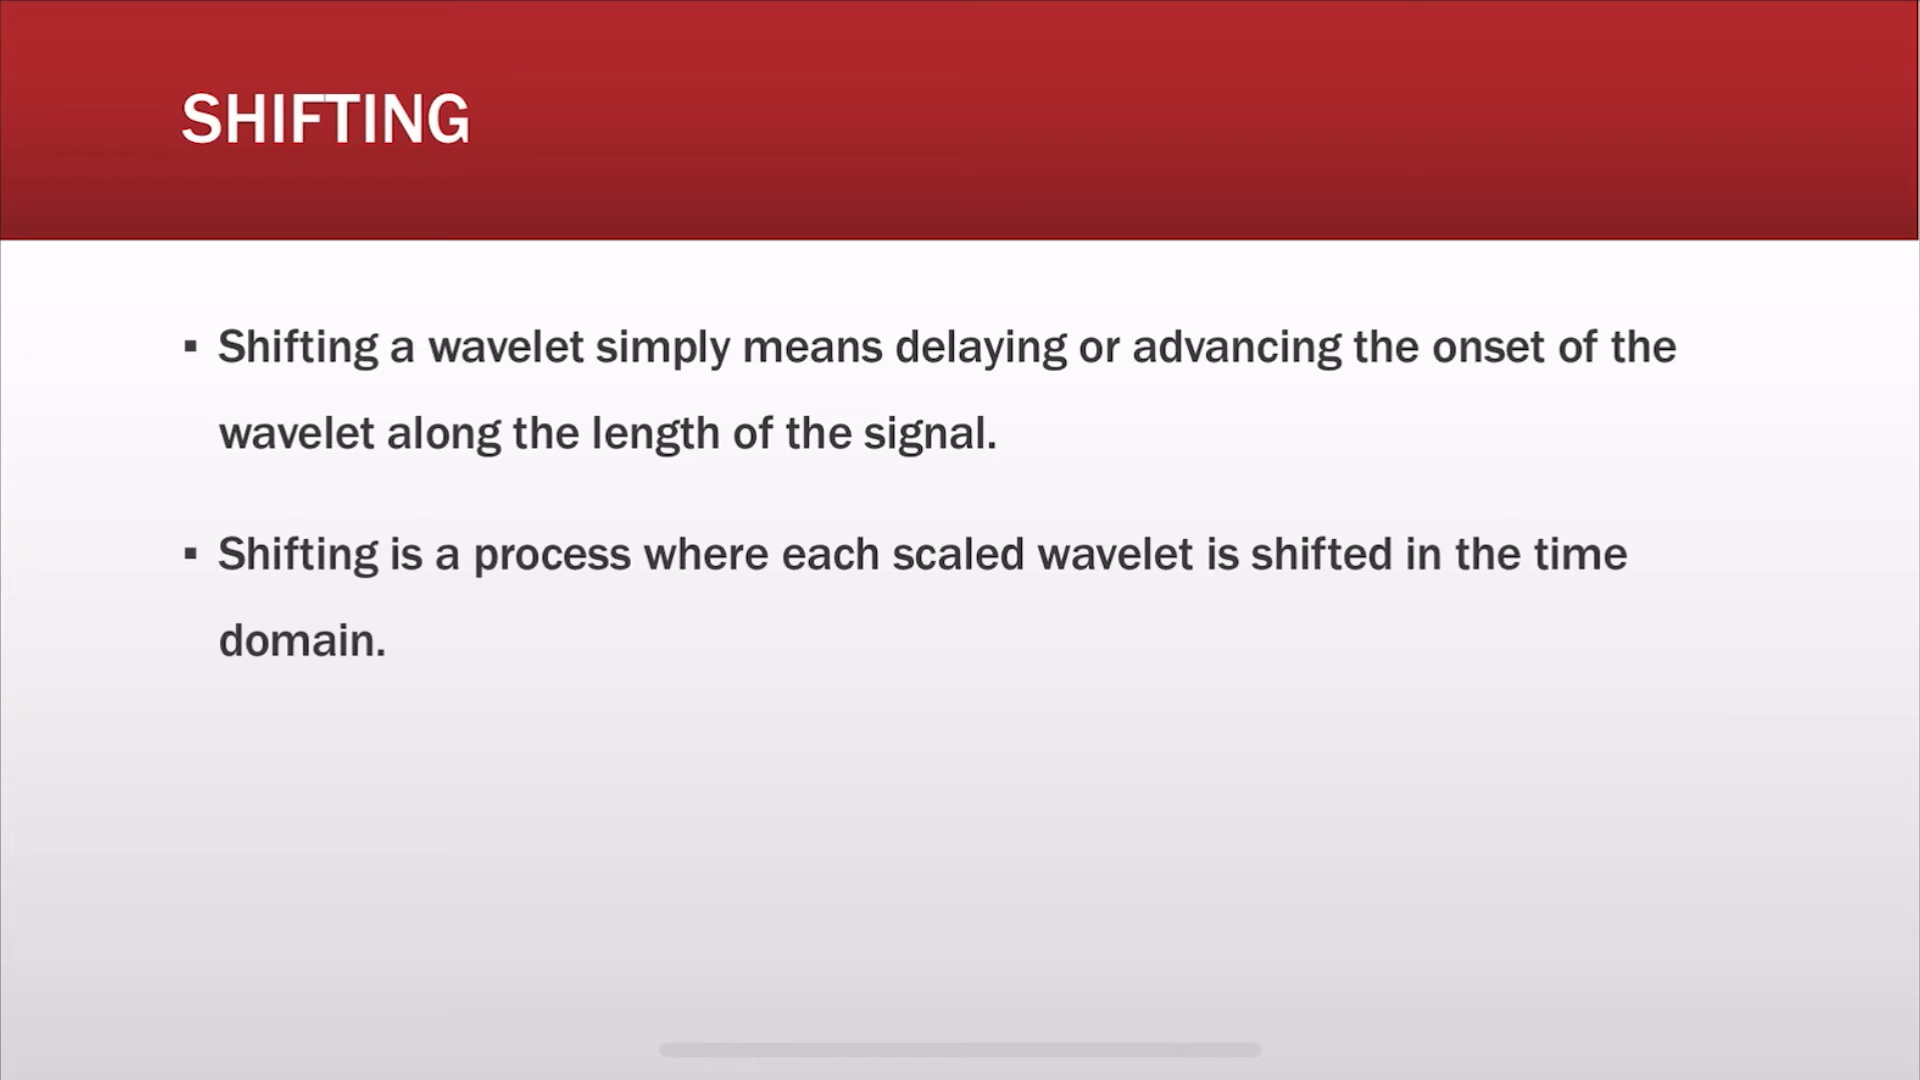 SHIFTING
▪ Shifting a wavelet simply means delaying or advancing the onset of the
wavelet along the length of the signal.
▪ Shifting is a process where each scaled wavelet is shifted in the time
domain.